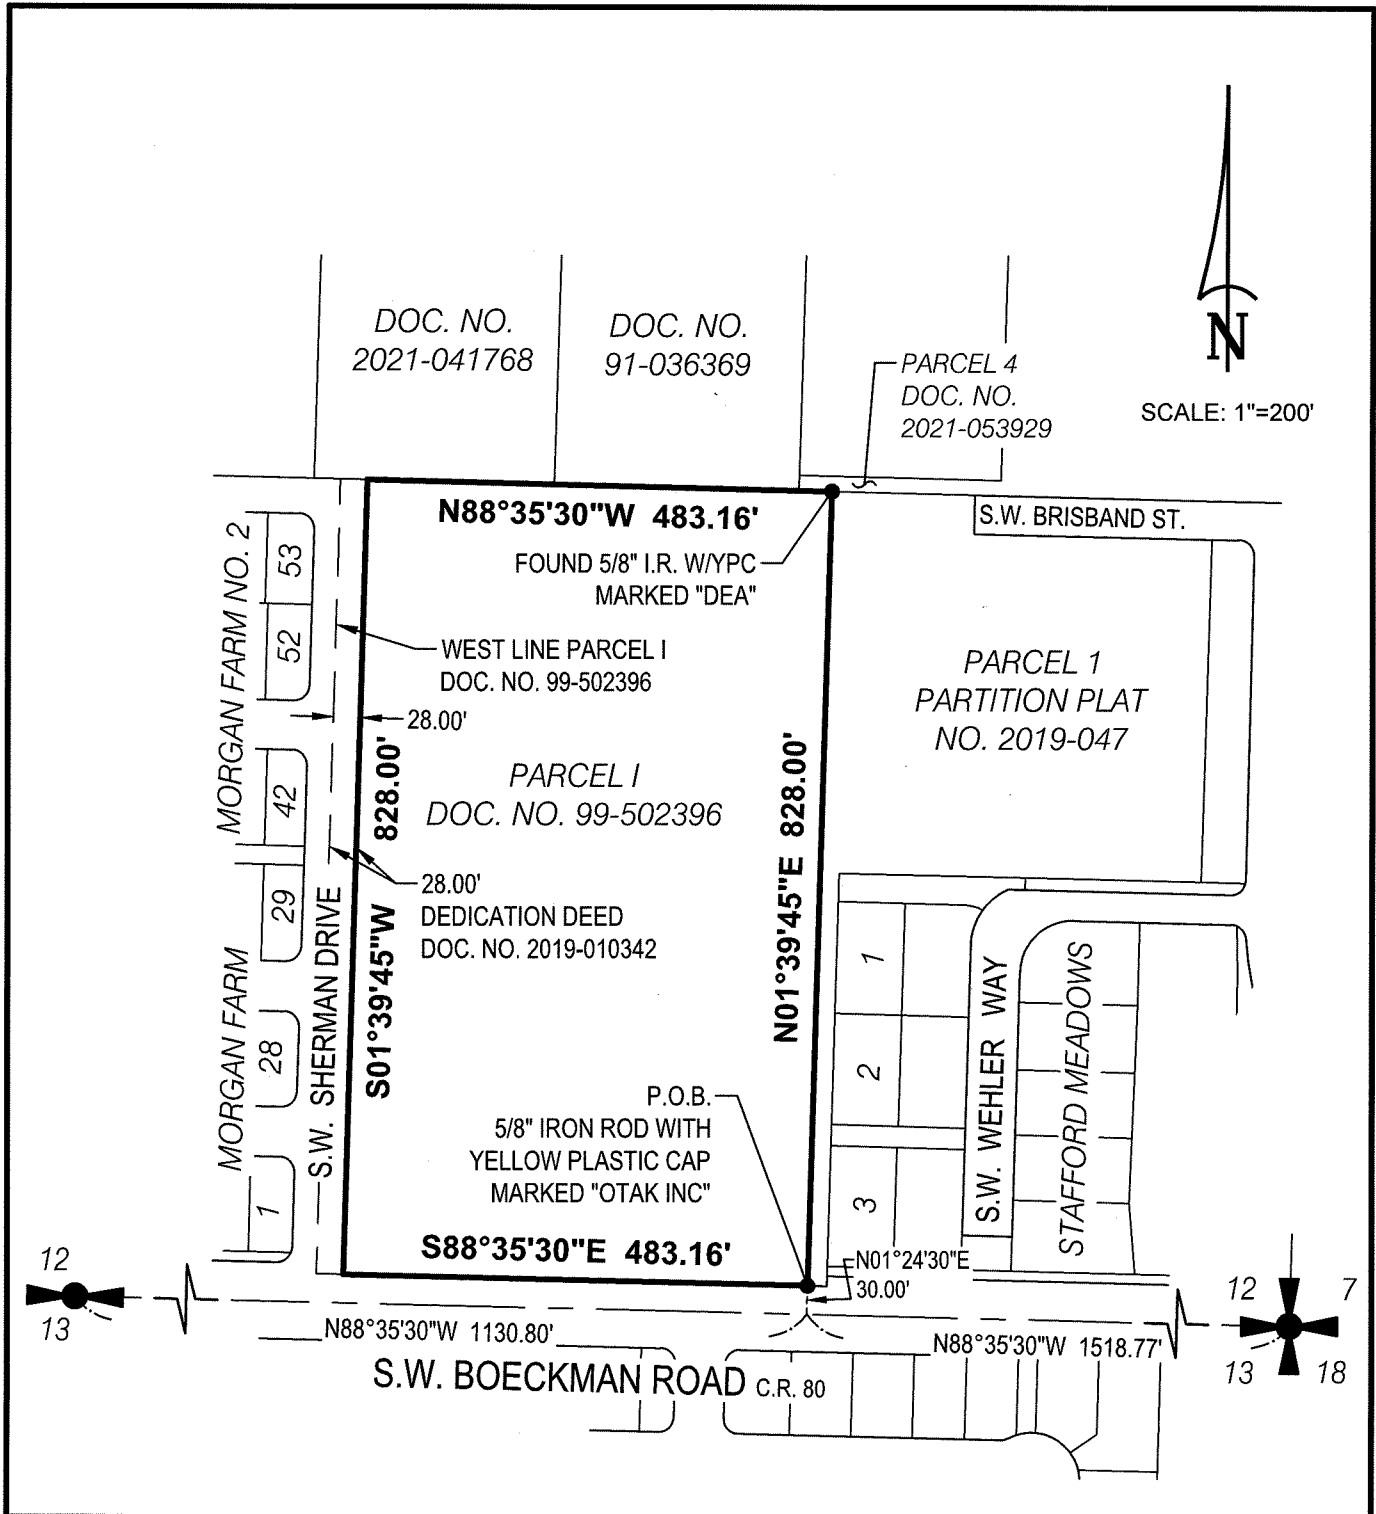 N
SCALE: 1"=200'
DOC. NO.
2021-041768
DOC. NO.
91-036369
PARCEL 4
DOC. NO.
2021-053929
N88°35'30"W 483.16'
S.W. BRISBAND ST.
FOUND 5/8" I.R. W/YPC
MARKED "DEA"
MORGAN FARM NO. 2
53
52
WEST LINE PARCEL I
DOC. NO. 99-502396
28.00'
PARCEL 1
PARTITION PLAT
NO. 2019-047
PARCEL I
DOC. NO. 99-502396
42
29
S01°39'45"W 828.00'
N01°39'45"E 828.00'
28.00'
DEDICATION DEED
DOC. NO. 2019-010342
MORGAN FARM
28
1
S.W. SHERMAN DRIVE
1
2
3
S.W. WEHLER WAY
STAFFORD MEADOWS
P.O.B.
5/8" IRON ROD WITH
YELLOW PLASTIC CAP
MARKED "OTAK INC"
S88°35'30"E 483.16'
N01°24'30"E
30.00'
12
13
12 7
13 18
N88°35'30"W 1130.80'
N88°35'30"W 1518.77'
S.W. BOECKMAN ROAD C.R. 80